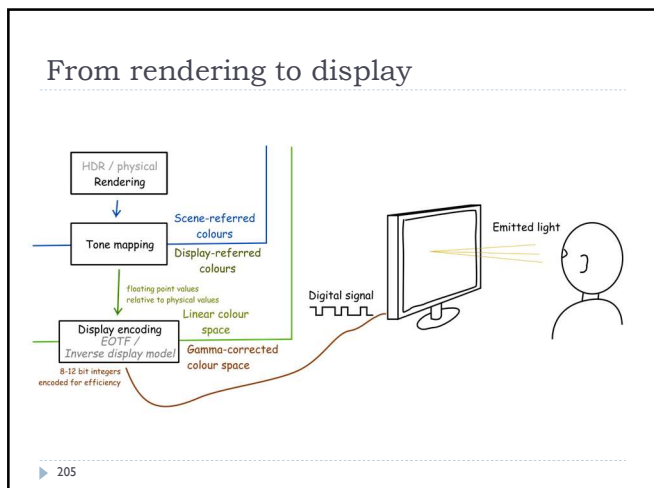 From rendering to display
HDR / physical
Rendering
Tone mapping
Scene-referred
colours
Display-referred
colours
floating point values
relative to physical values
Linear colour
space
Display encoding
EOTF /
Inverse display model
Gamma-corrected
colour space
8-12 bit integers
encoded for efficiency
Digital signal
Emitted light
205